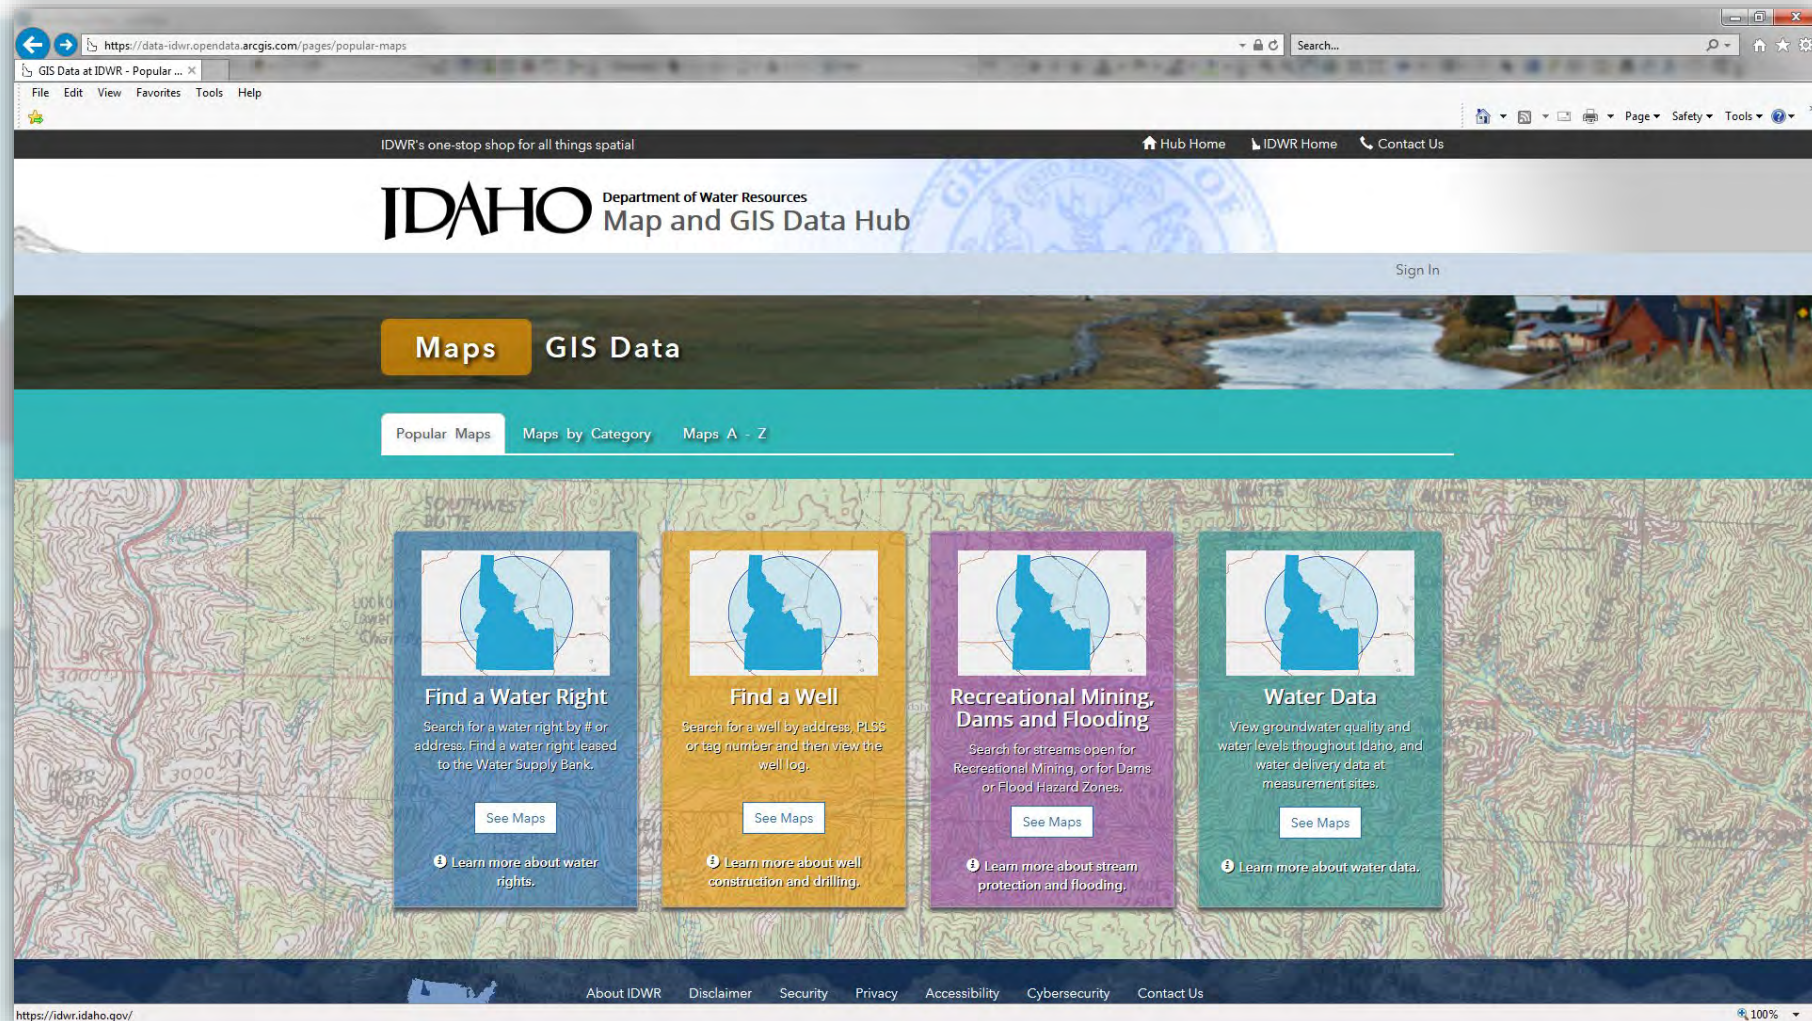 https://data-idwr.opendata.arcgis.com/pages/popular-maps
Search...
GIS Data at IDWR - Popular ...
File Edit View Favorites Tools Help
Page Safety Tools
IDWR's one-stop shop for all things spatial
Hub Home IDWR Home Contact Us
IDAHO
Department of Water Resources
Map and GIS Data Hub
Sign In
Maps GIS Data
Popular Maps Maps by Category Maps A - Z
SOUTHWEST
BUTTE
Find a Water Right
Search for a water right by # or
address. Find a water right leased
to the Water Supply Bank.
See Maps
Learn more about water
rights.
Find a Well
Search for a well by address, PLSS
or tag number and then view the
well log.
See Maps
Learn more about well
construction and drilling.
Recreational Mining,
Dams and Flooding
Search for streams open for
Recreational Mining, or for Dams
or Flood Hazard Zones.
See Maps
Learn more about stream
protection and flooding.
Water Data
View groundwater quality and
water levels thoughout Idaho, and
water delivery data at
measurement sites.
See Maps
Learn more about water data.
3000
3000
About IDWR Disclaimer Security Privacy Accessibility Cybersecurity Contact Us
https://idwr.idaho.gov/
100%